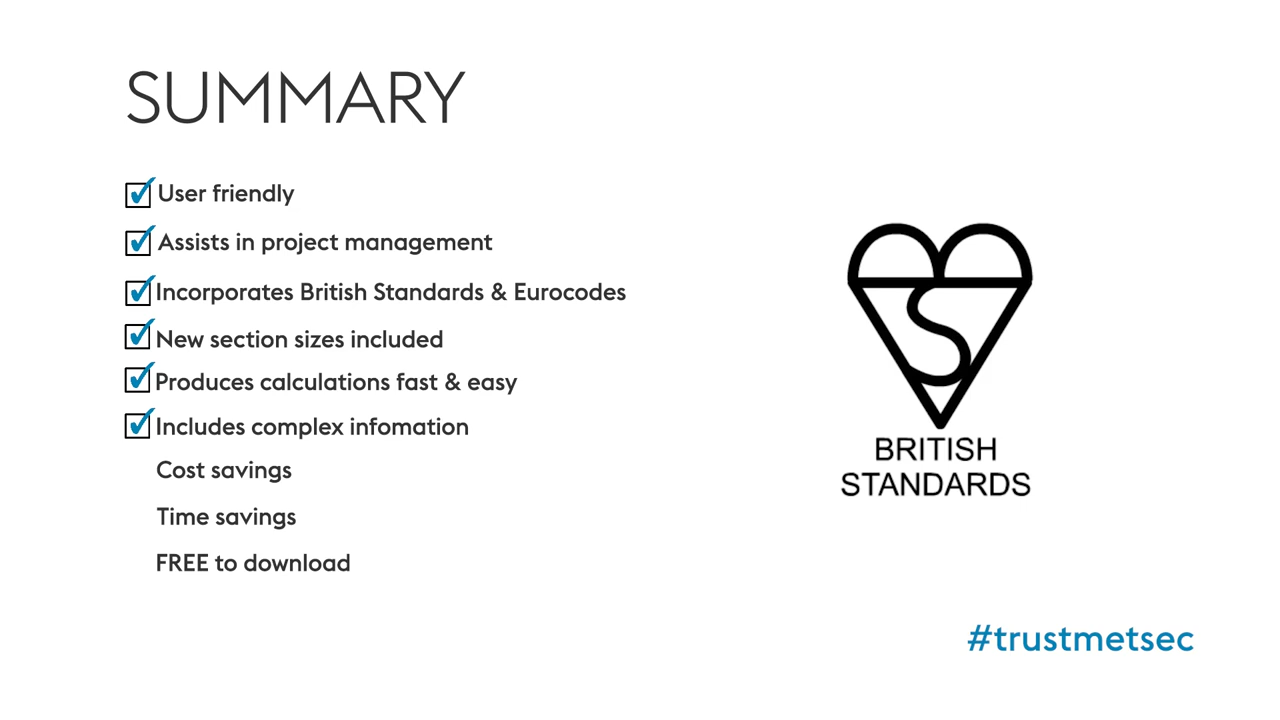 SUMMARY
User friendly
Assists in project management
Incorporates British Standards & Eurocodes
New section sizes included
Produces calculations fast & easy
Includes complex infomation
Cost savings
Time savings
FREE to download
BRITISH
STANDARDS
#trustmetsec